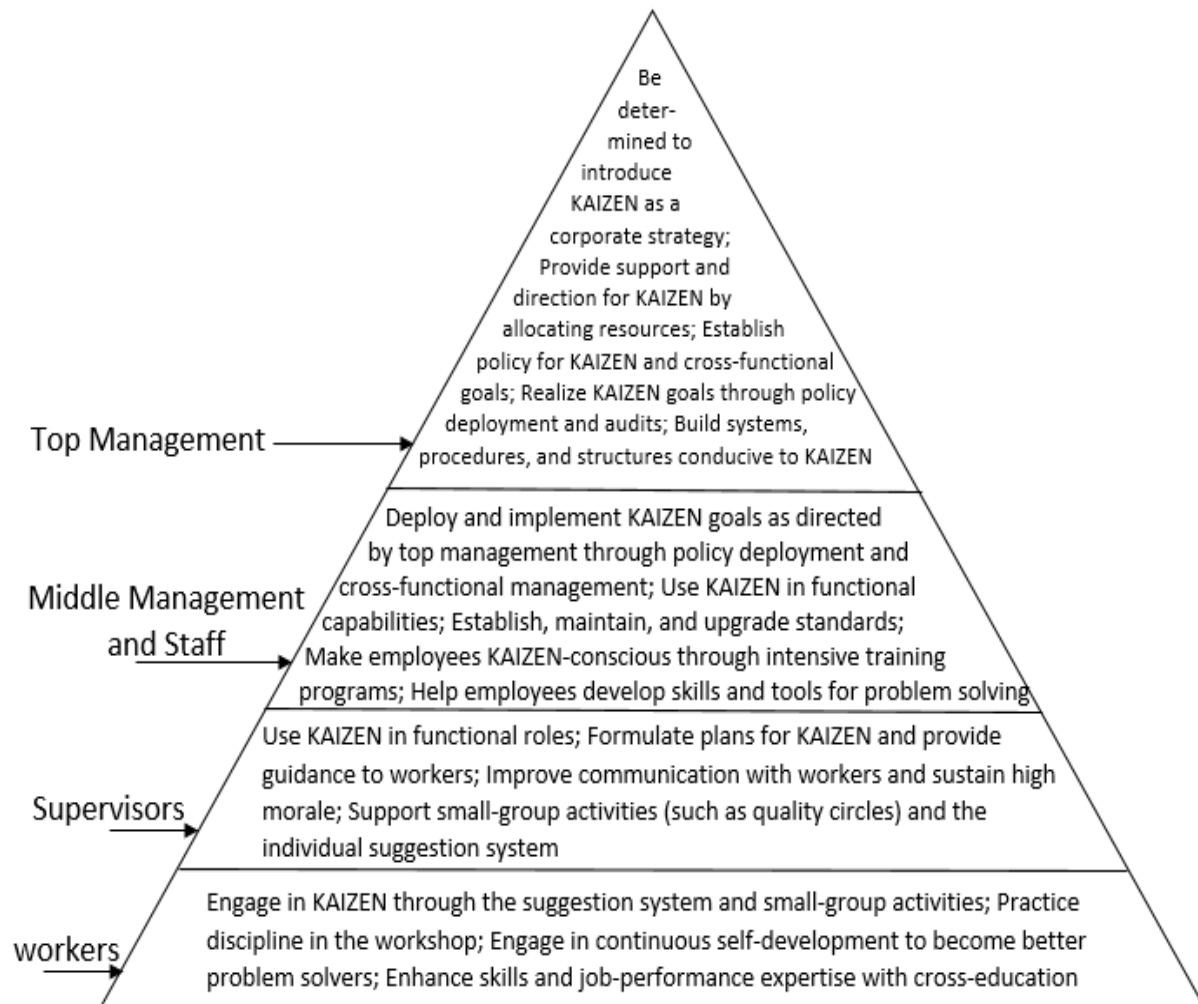 Be
deter-
mined to
introduce
KAIZEN as a
corporate strategy;
Provide support and
direction for KAIZEN by
allocating resources; Establish
policy for KAIZEN and cross-functional
goals; Realize KAIZEN goals through policy
deployment and audits; Build systems,
procedures, and structures conducive to KAIZEN
Top Management
Deploy and implement KAIZEN goals as directed
by top management through policy deployment and
cross-functional management; Use KAIZEN in functional
capabilities; Establish, maintain, and upgrade standards;
Make employees KAIZEN-conscious through intensive training
programs; Help employees develop skills and tools for problem solving
Middle Management
and Staff
Use KAIZEN in functional roles; Formulate plans for KAIZEN and provide
guidance to workers; Improve communication with workers and sustain high
morale; Support small-group activities (such as quality circles) and the
individual suggestion system
Supervisors
Engage in KAIZEN through the suggestion system and small-group activities; Practice
discipline in the workshop; Engage in continuous self-development to become better
problem solvers; Enhance skills and job-performance expertise with cross-education
workers